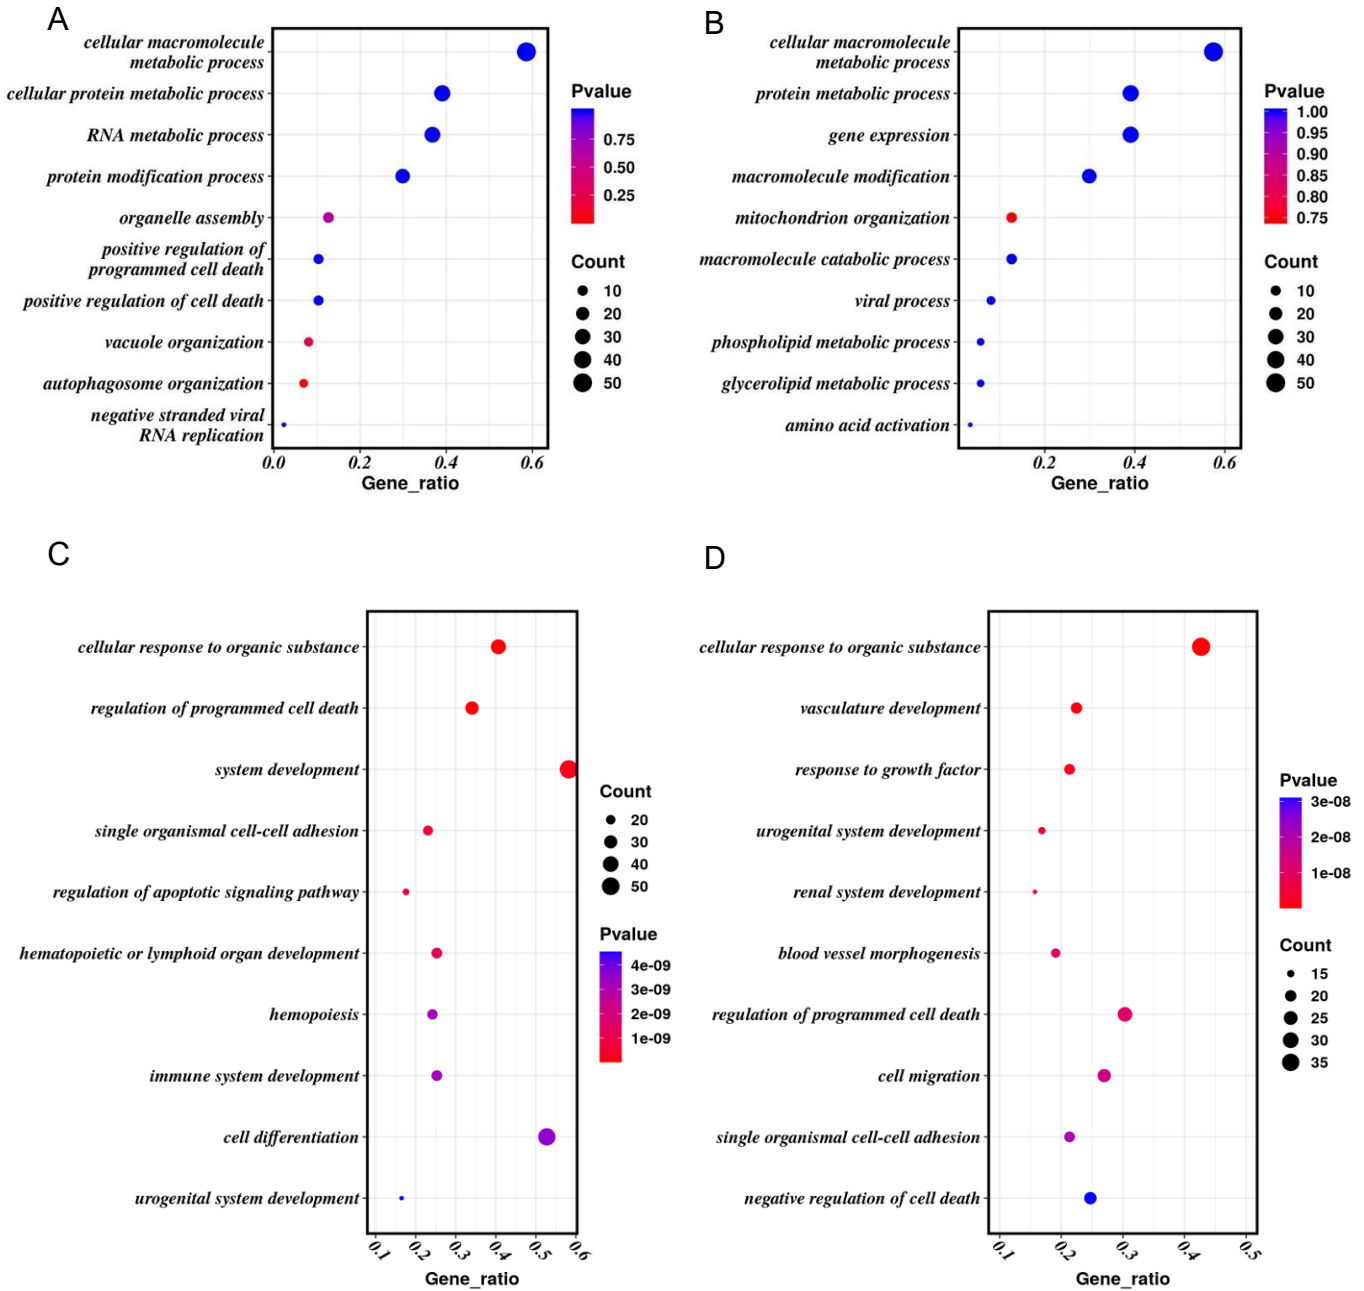 A
cellular macromolecule
metabolic process
cellular protein metabolic process
RNA metabolic process
protein modification process
organelle assembly
positive regulation of
programmed cell death
positive regulation of cell death
vacuole organization
autophagosome organization
negative stranded viral
RNA replication
0.0 0.2 0.4 0.6
Gene_ratio
Pvalue
0.75
0.50
0.25
Count
10
20
30
40
50
B
cellular macromolecule
metabolic process
protein metabolic process
gene expression
macromolecule modification
mitochondrion organization
macromolecule catabolic process
viral process
phospholipid metabolic process
glycerolipid metabolic process
amino acid activation
0.2 0.4 0.6
Gene_ratio
Pvalue
1.00
0.95
0.90
0.85
0.80
0.75
Count
10
20
30
40
50
C
cellular response to organic substance
regulation of programmed cell death
system development
single organismal cell-cell adhesion
regulation of apoptotic signaling pathway
hematopoietic or lymphoid organ development
hemopoiesis
immune system development
cell differentiation
urogenital system development
0.1 0.2 0.3 0.4 0.5 0.6
Gene_ratio
Count
20
30
40
50
Pvalue
4e-09
3e-09
2e-09
1e-09
D
cellular response to organic substance
vasculature development
response to growth factor
urogenital system development
renal system development
blood vessel morphogenesis
regulation of programmed cell death
cell migration
single organismal cell-cell adhesion
negative regulation of cell death
0.1 0.2 0.3 0.4 0.5
Gene_ratio
Pvalue
3e-08
2e-08
1e-08
Count
15
20
25
30
35